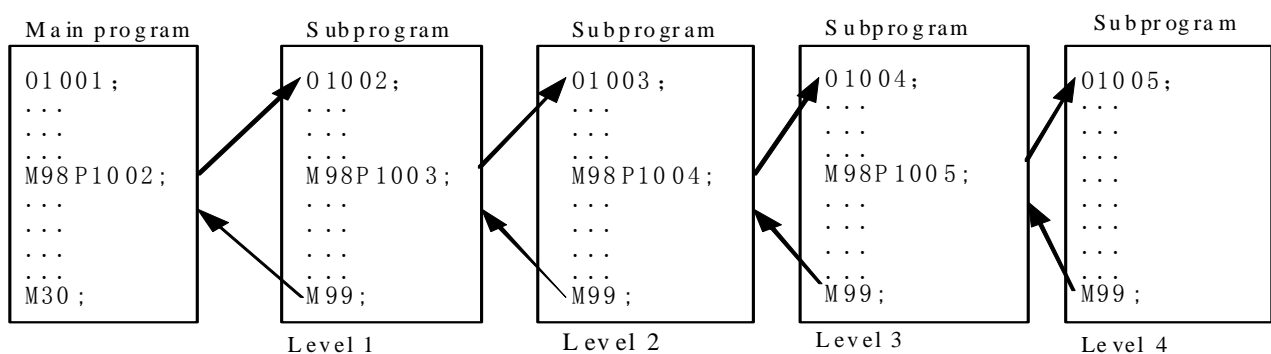 Main program
O1001;
...
...
...
M98P1002;
...
...
...
...
M30;
Subprogram
O1002;
...
...
...
M98P1003;
...
...
...
...
M99;
Level 1
Subprogram
O1003;
...
...
...
M98P1004;
...
...
...
...
M99;
Level 2
Subprogram
O1004;
...
...
...
M98P1005;
...
...
...
...
M99;
Level 3
Subprogram
O1005;
...
...
...
...
...
...
...
...
M99;
Level 4